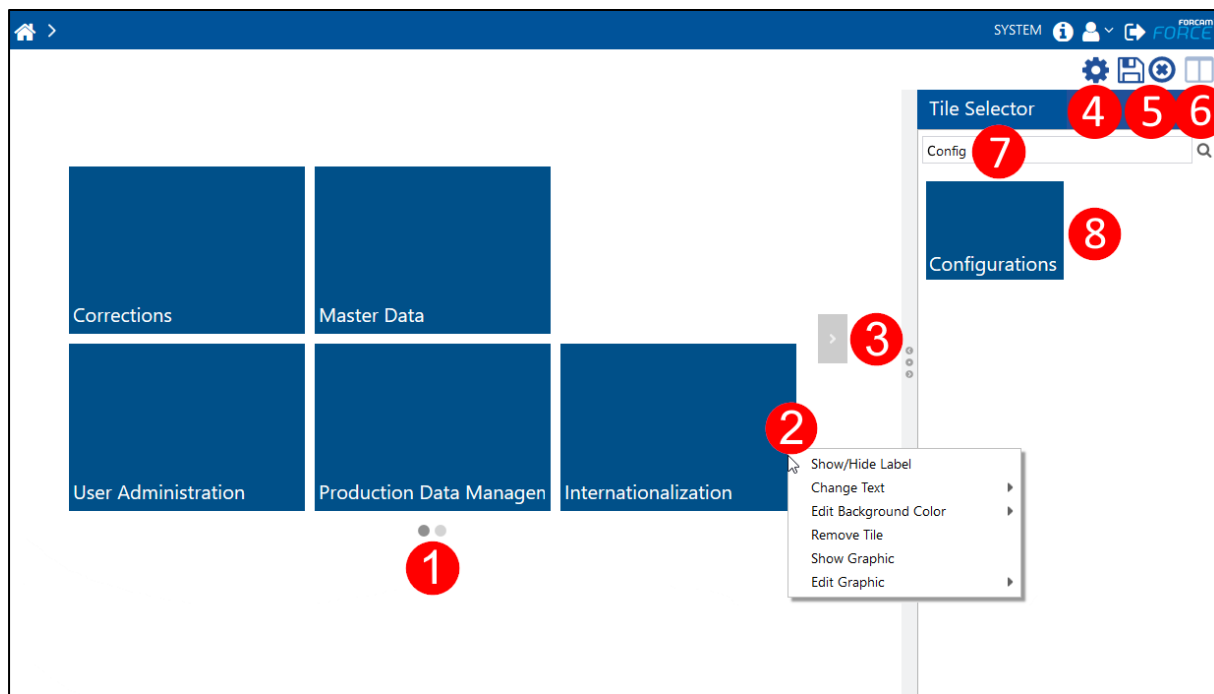 SYSTEM
FORCAM
FORCE
Tile Selector
4
5
6
Config
7
Configurations
8
Corrections
Master Data
3
User Administration
Production Data Managen
Internationalization
2
Show/Hide Label
Change Text
Edit Background Color
Remove Tile
Show Graphic
Edit Graphic
1